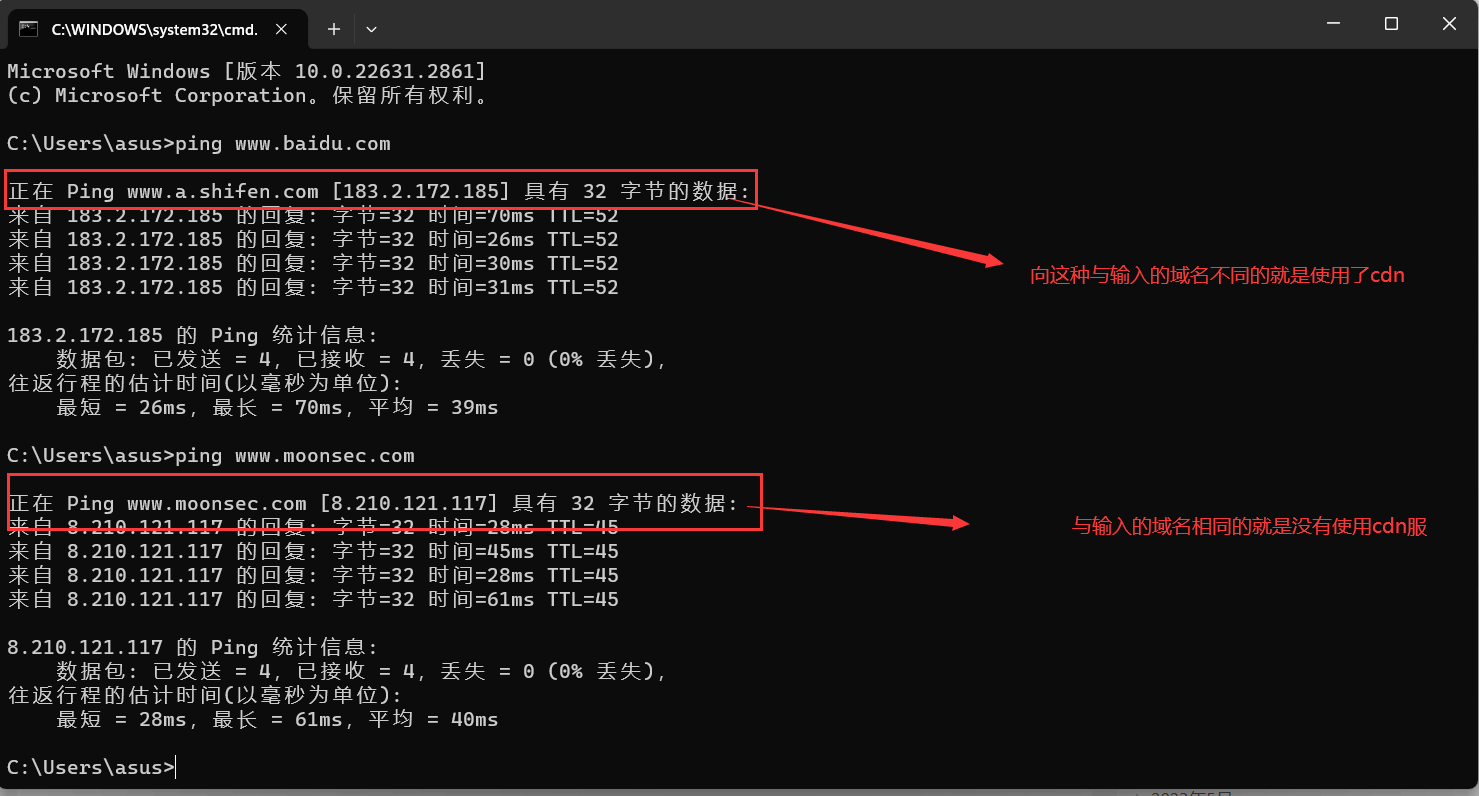 C:\WINDOWS\system32\cmd.
Microsoft Windows [版本 10.0.22631.2861]
(c) Microsoft Corporation。保留所有权利。
C:\Users\asus>ping www.baidu.com
正在 Ping www.a.shifen.com [183.2.172.185] 具有 32 字节的数据:
来自 183.2.172.185 的回复: 字节=32 时间=70ms TTL=52
来自 183.2.172.185 的回复: 字节=32 时间=26ms TTL=52
来自 183.2.172.185 的回复: 字节=32 时间=30ms TTL=52
向这种与输入的域名不同的就是使用了cdn
来自 183.2.172.185 的回复: 字节=32 时间=31ms TTL=52
183.2.172.185 的 Ping 统计信息:
数据包: 已发送 = 4, 已接收 = 4, 丢失 = 0 (0% 丢失),
往返行程的估计时间(以毫秒为单位):
最短 = 26ms, 最长 = 70ms, 平均 = 39ms
C:\Users\asus>ping www.moonsec.com
正在 Ping www.moonsec.com [8.210.121.117] 具有 32 字节的数据:
来自 8.210.121.117 的回复: 字节=32 时间=28ms TTL=45
与输入的域名相同的就是没有使用cdn服
来自 8.210.121.117 的回复: 字节=32 时间=45ms TTL=45
来自 8.210.121.117 的回复: 字节=32 时间=28ms TTL=45
来自 8.210.121.117 的回复: 字节=32 时间=61ms TTL=45
8.210.121.117 的 Ping 统计信息:
数据包: 已发送 = 4, 已接收 = 4, 丢失 = 0 (0% 丢失),
往返行程的估计时间(以毫秒为单位):
最短 = 28ms, 最长 = 61ms, 平均 = 40ms
C:\Users\asus>